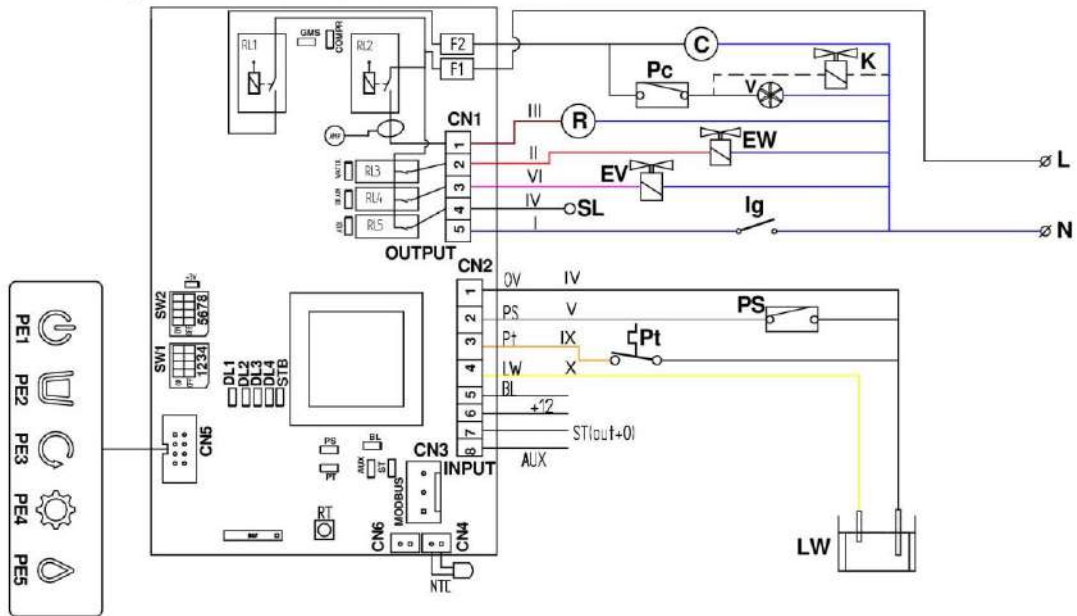 RL1
GMS
COMPR
RL2
F2
F1
C
K
Pc
V
CN1
III
R
1
II
EW
2
VI
EV
3
IV
SL
4
I
Ig
5
L
N
WATER
RL3
RL4
RL5
OUTPUT
CN2
0V
IV
1
PS
V
PS
2
Pt
IX
Pt
3
LW
X
4
BL
5
+12
6
7
ST(out+0)
8
AUX
INPUT
SW2
5678
SW1
1234
DL1
DL2
DL3
DL4
STB
CN5
PS
BL
PT
AUX
ST
CN3
MODBUS
RT
CN6
CN4
NTC
LW
PE1
PE2
PE3
PE4
PE5